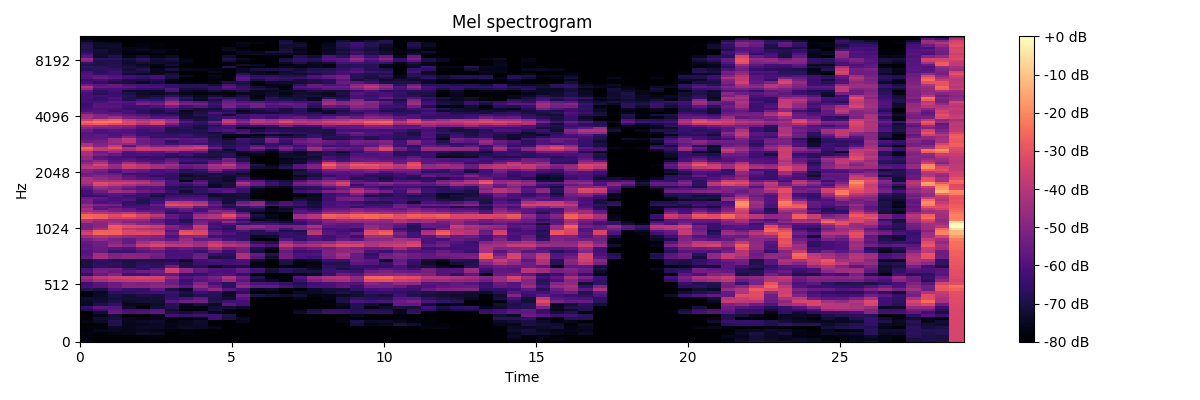 Mel spectrogram
8192
4096
2048
1024
512
0
Hz
0 5 10 15 20 25
Time
+0 dB
-10 dB
-20 dB
-30 dB
-40 dB
-50 dB
-60 dB
-70 dB
-80 dB